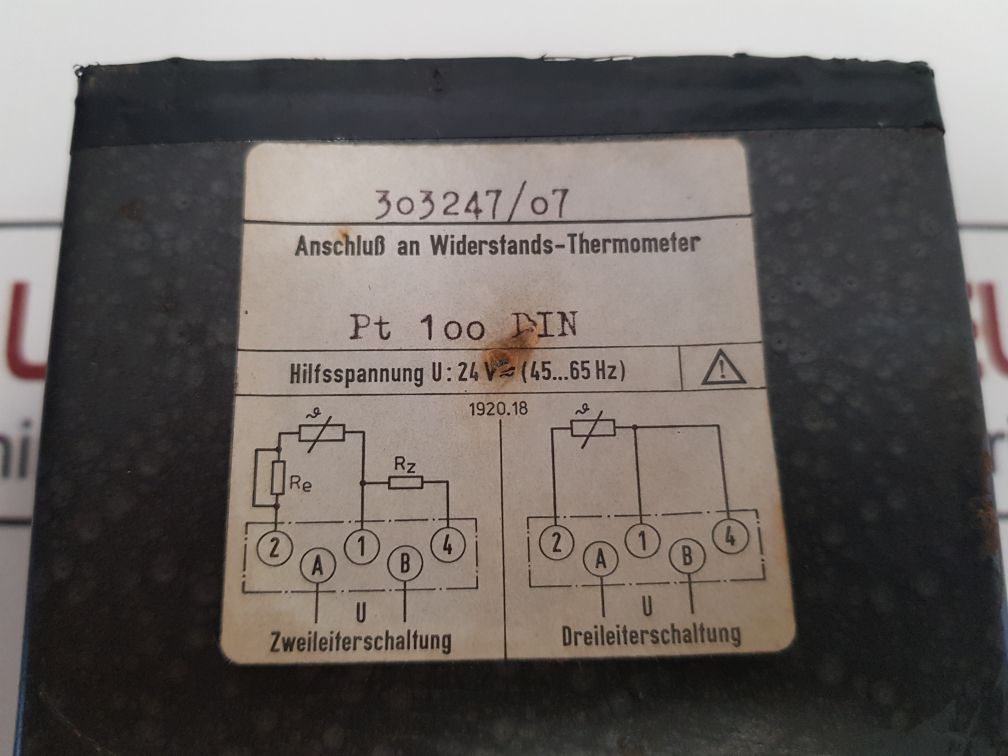 303247/07
Anschluß an Widerstands-Thermometer
Pt 100 DIN
Hilfsspannung U: 24 V≂ (45...65 Hz)
!
1920.18
ϑ
Re
Rz
2
1
4
A
B
U
Zweileiterschaltung
ϑ
2
1
4
A
B
U
Dreileiterschaltung